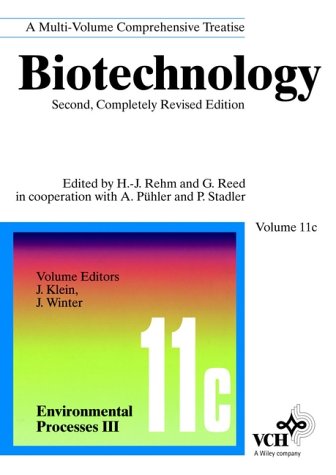 A Multi-Volume Comprehensive Treatise
Biotechnology
Second, Completely Revised Edition
Edited by H.-J. Rehm and G. Reed
in cooperation with A. Pühler and P. Stadler
Volume 11c
Volume Editors
J. Klein,
J. Winter
11c
Environmental
Processes III
VCH
A Wiley company